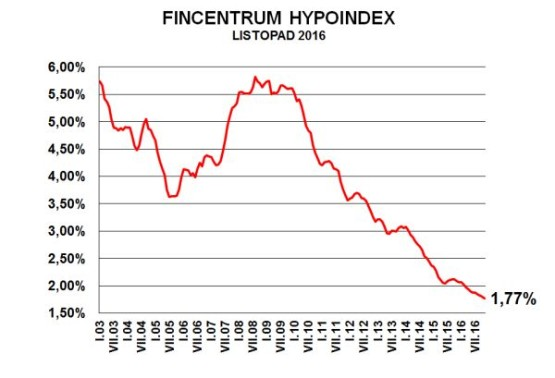 FINCENTRUM HYPOINDEX
LISTOPAD 2016
6,00%
5,50%
5,00%
4,50%
4,00%
3,50%
3,00%
2,50%
2,00%
1,50%
1,77%
I.03
VII.03
I.04
VII.04
I.05
VII.05
I.06
VII.06
I.07
VII.07
I.08
VII.08
I.09
VII.09
I.10
VII.10
I.11
VII.11
I.12
VII.12
I.13
VII.13
I.14
VII.14
I.15
VII.15
I.16
VII.16